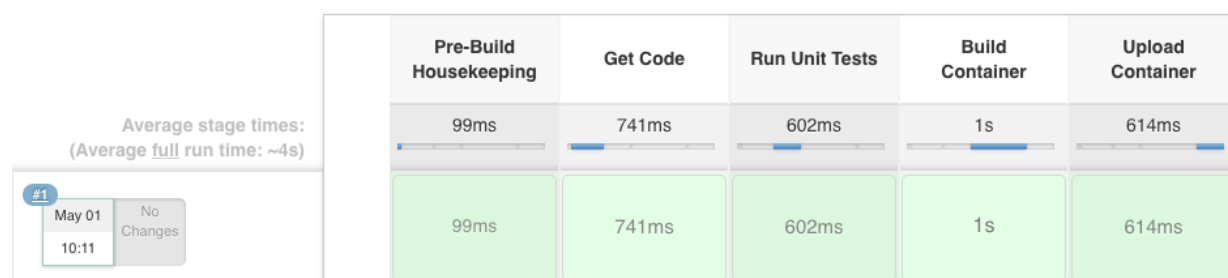 Pre-Build Housekeeping
Get Code
Run Unit Tests
Build Container
Upload Container
Average stage times:
(Average full run time: ~4s)
99ms
741ms
602ms
1s
614ms
#1
May 01
10:11
No Changes
99ms
741ms
602ms
1s
614ms